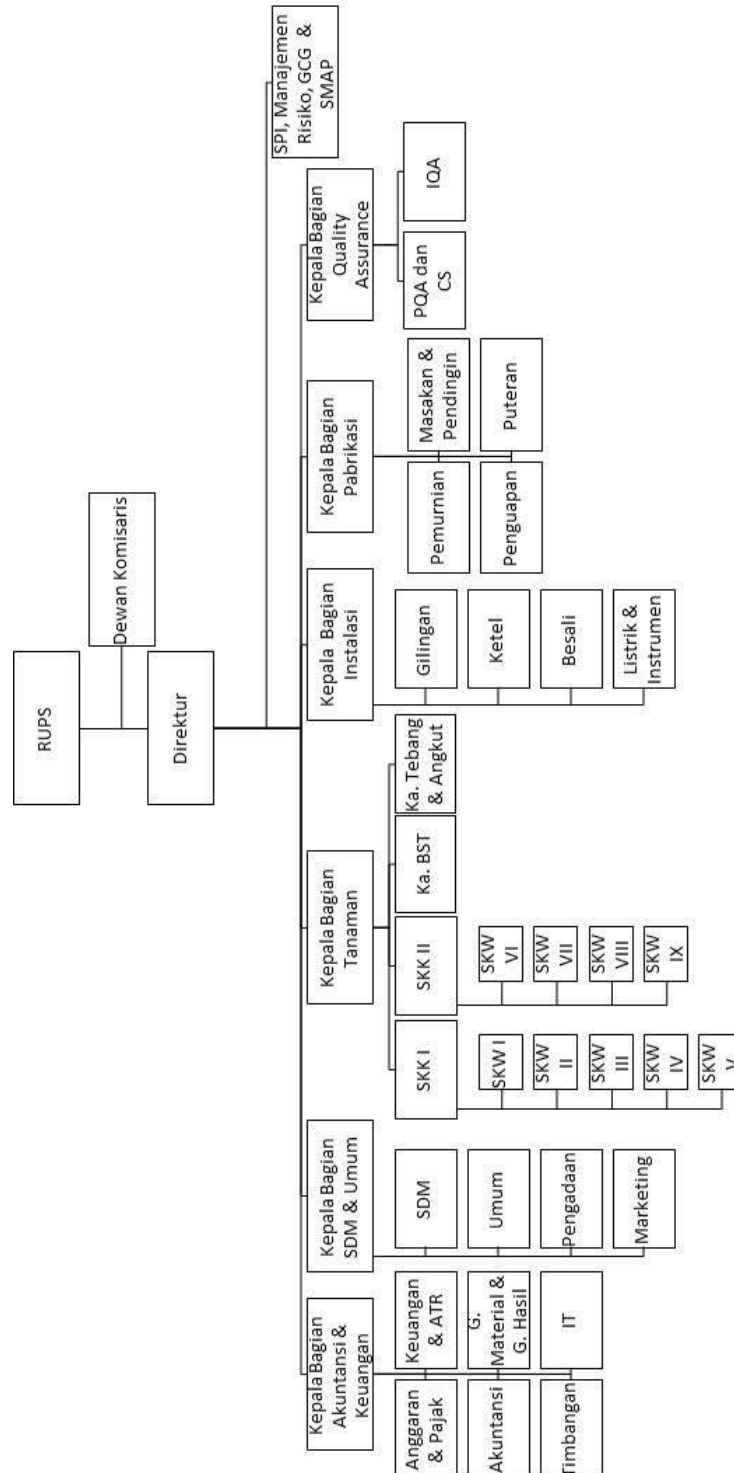 RUPS
Dewan Komisaris
Direktur
SPI, Manajemen
Risiko, GCG &
SMAP
Kepala Bagian
Akuntansi &
Keuangan
Kepala Bagian
SDM & Umum
Kepala Bagian
Tanaman
Kepala Bagian
Instalasi
Kepala Bagian
Pabrikasi
Kepala Bagian
Quality
Assurance
Anggaran
& Pajak
Keuangan
& ATR
Akuntansi
G.
Material &
G. Hasil
Timbangan
IT
SDM
Umum
Pengadaan
Marketing
SKK I
SKW I
SKW
II
SKW
III
SKW
IV
SKW
V
SKK II
SKW
VI
SKW
VII
SKW
VIII
SKW
IX
Ka. BST
Ka. Tebang
& Angkut
Gilingan
Ketel
Besali
Listrik &
Instrumen
Pemurnian
Masakan &
Pendingin
Penguapan
Puteran
PQA dan
CS
IQA